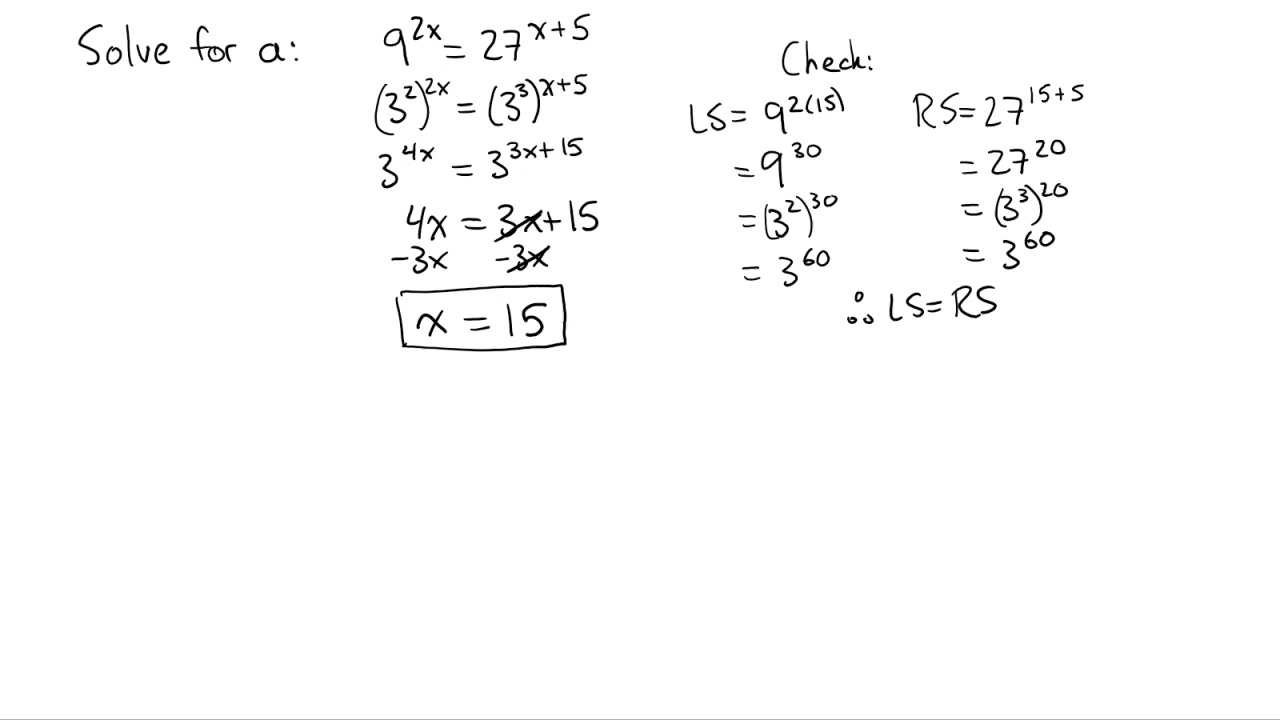 Solve for a: 9^{2x} = 27^{x+5}
(3^2)^{2x} = (3^3)^{x+5}
3^{4x} = 3^{3x+15}
4x = 3x + 15
-3x -3x
x = 15
Check:
LS = 9^{2(15)}
= 9^{30}
= (3^2)^{30}
= 3^{60}
RS = 27^{15+5}
= 27^{20}
= (3^3)^{20}
= 3^{60}
∴ LS = RS